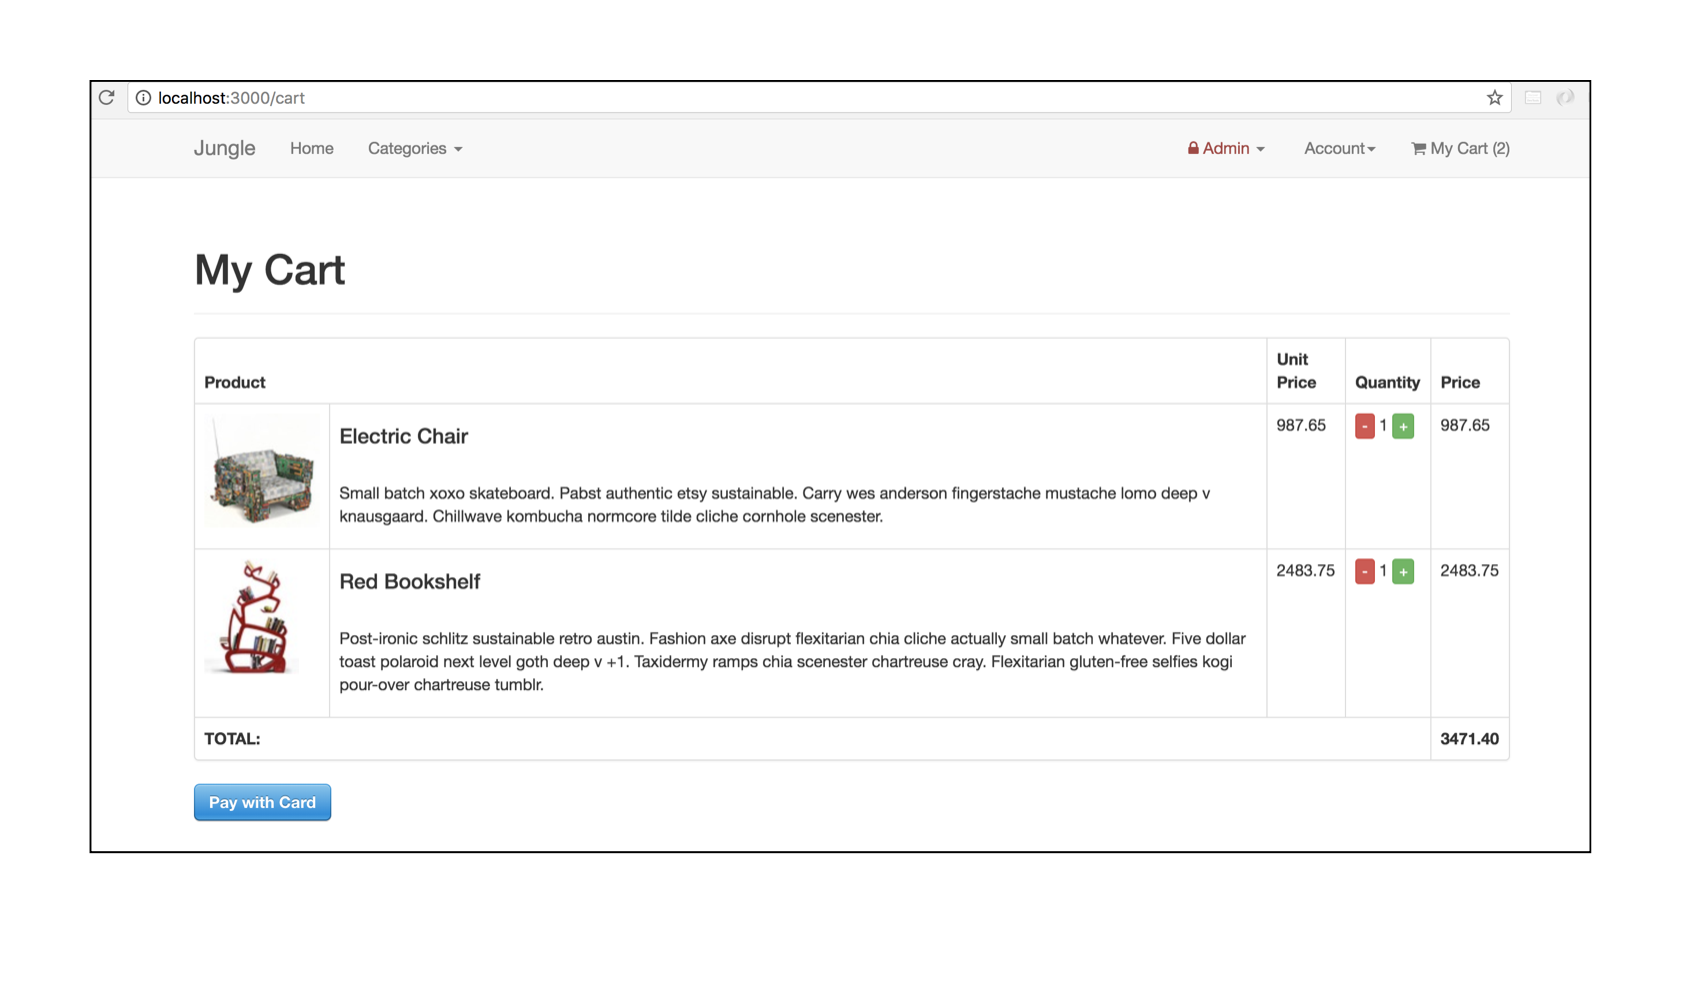 localhost:3000/cart
Jungle Home Categories Admin Account My Cart (2)
My Cart
Product Unit Price Quantity Price
Electric Chair 987.65 - 1 + 987.65
Small batch xoxo skateboard. Pabst authentic etsy sustainable. Carry wes anderson fingerstache mustache lomo deep v
knausgaard. Chillwave kombucha normcore tilde cliche cornhole scenester.
Red Bookshelf 2483.75 - 1 + 2483.75
Post-ironic schlitz sustainable retro austin. Fashion axe disrupt flexitarian chia cliche actually small batch whatever. Five dollar
toast polaroid next level goth deep v +1. Taxidermy ramps chia scenester chartreuse cray. Flexitarian gluten-free selfies kogi
pour-over chartreuse tumblr.
TOTAL: 3471.40
Pay with Card